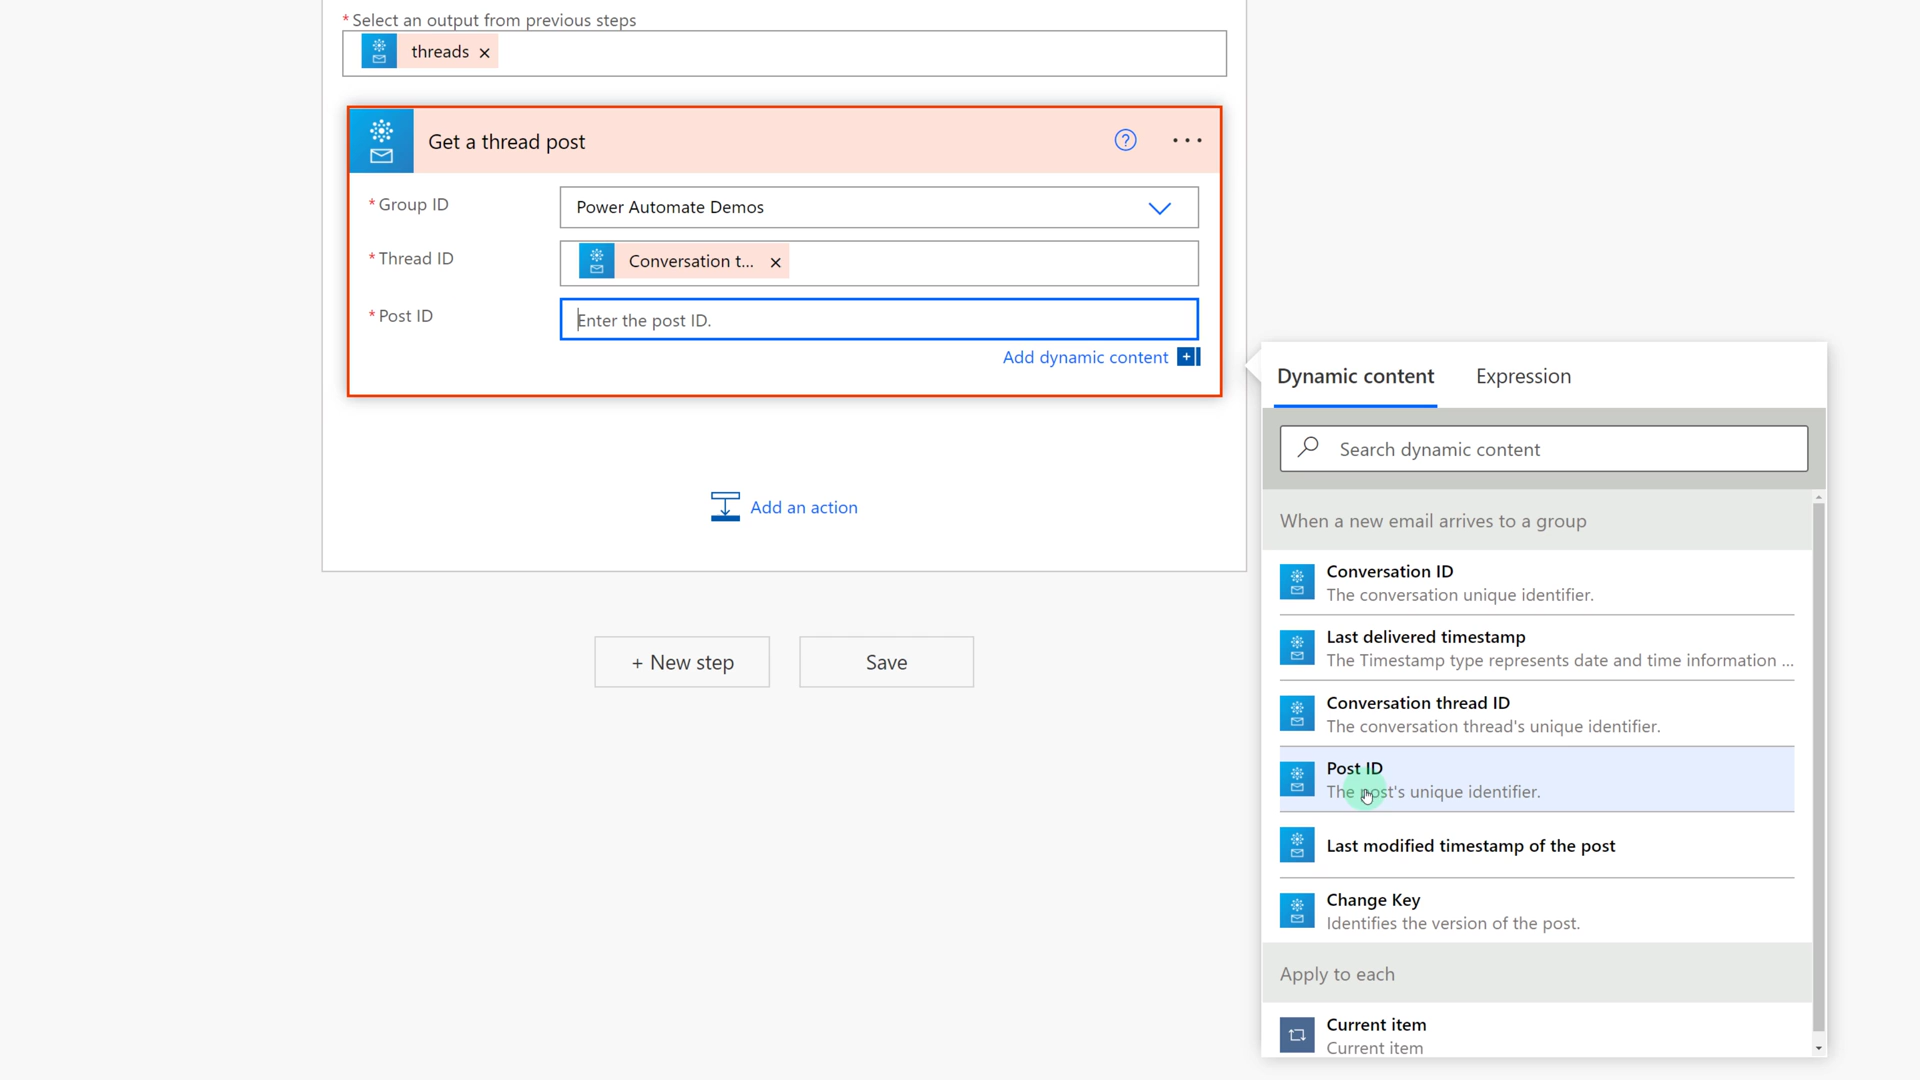 * Select an output from previous steps
threads ×
Get a thread post
* Group ID
Power Automate Demos
* Thread ID
Conversation t... ×
* Post ID
Enter the post ID.
Add dynamic content
Add an action
+ New step
Save
Dynamic content
Expression
Search dynamic content
When a new email arrives to a group
Conversation ID
The conversation unique identifier.
Last delivered timestamp
The Timestamp type represents date and time information ...
Conversation thread ID
The conversation thread's unique identifier.
Post ID
The post's unique identifier.
Last modified timestamp of the post
Change Key
Identifies the version of the post.
Apply to each
Current item
Current item